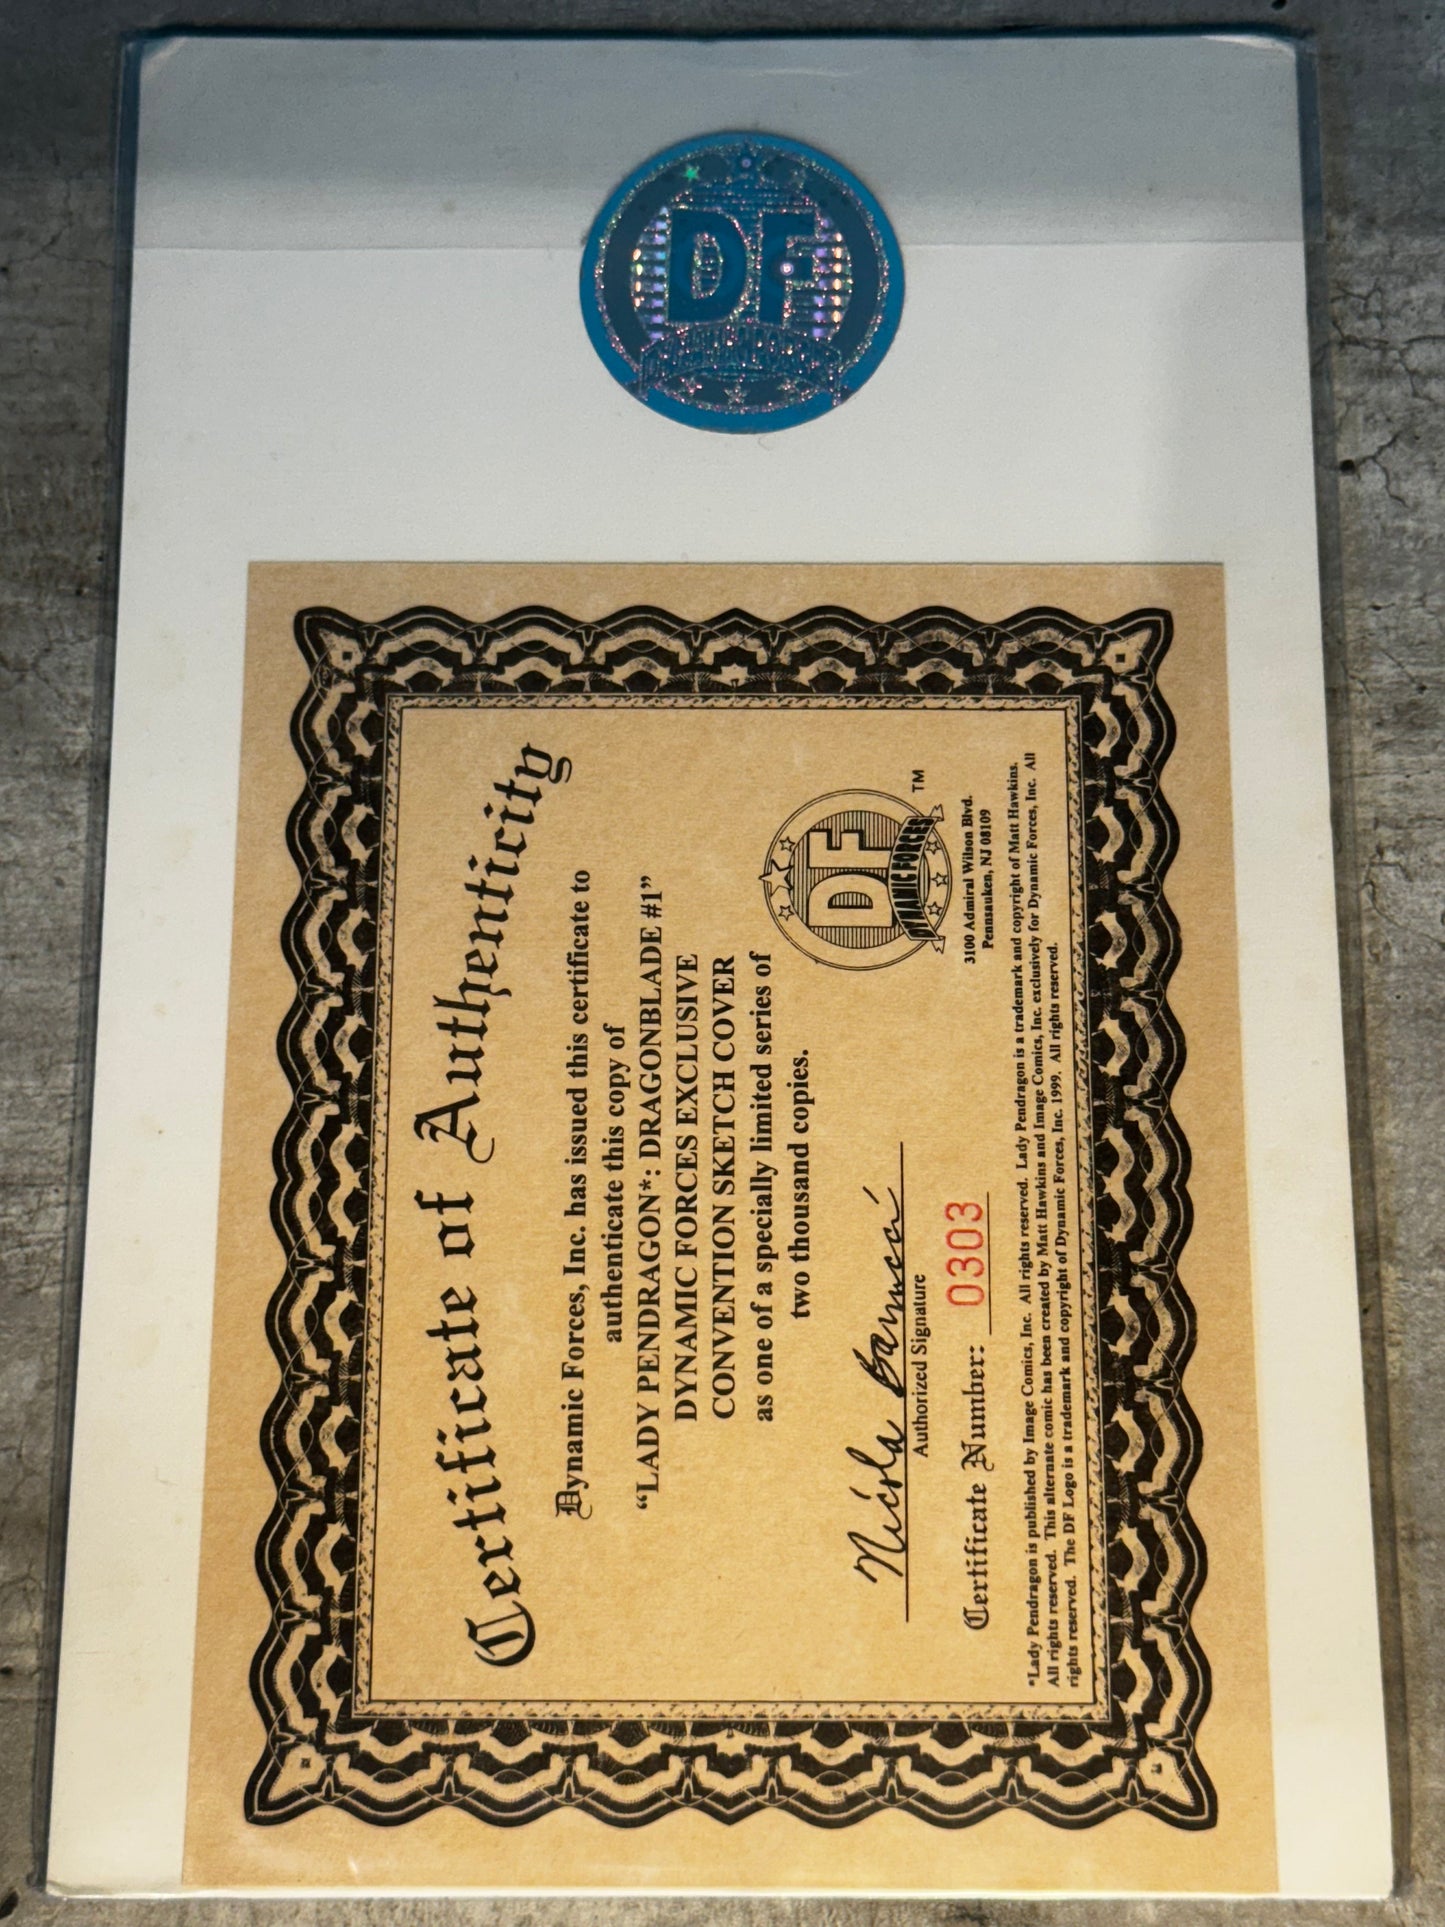 DF
Certificate of Authenticity
Dynamic Forces, Inc. has issued this certificate to
authenticate this copy of
“LADY PENDRAGON*: DRAGONBLADE #1”
DYNAMIC FORCES EXCLUSIVE
CONVENTION SKETCH COVER
as one of a specially limited series of
two thousand copies.
Nicola Barrucci
Authorized Signature
Certificate Number: 0303
DF
DYNAMIC FORCES
TM
3100 Admiral Wilson Blvd.
Pennsauken, NJ 08109
*Lady Pendragon is published by Image Comics, Inc. All rights reserved. Lady Pendragon is a trademark and copyright of Matt Hawkins.
All rights reserved. This alternate comic has been created by Matt Hawkins and Image Comics, Inc. exclusively for Dynamic Forces, Inc. All
rights reserved. The DF Logo is a trademark and copyright of Dynamic Forces, Inc. 1999. All rights reserved.